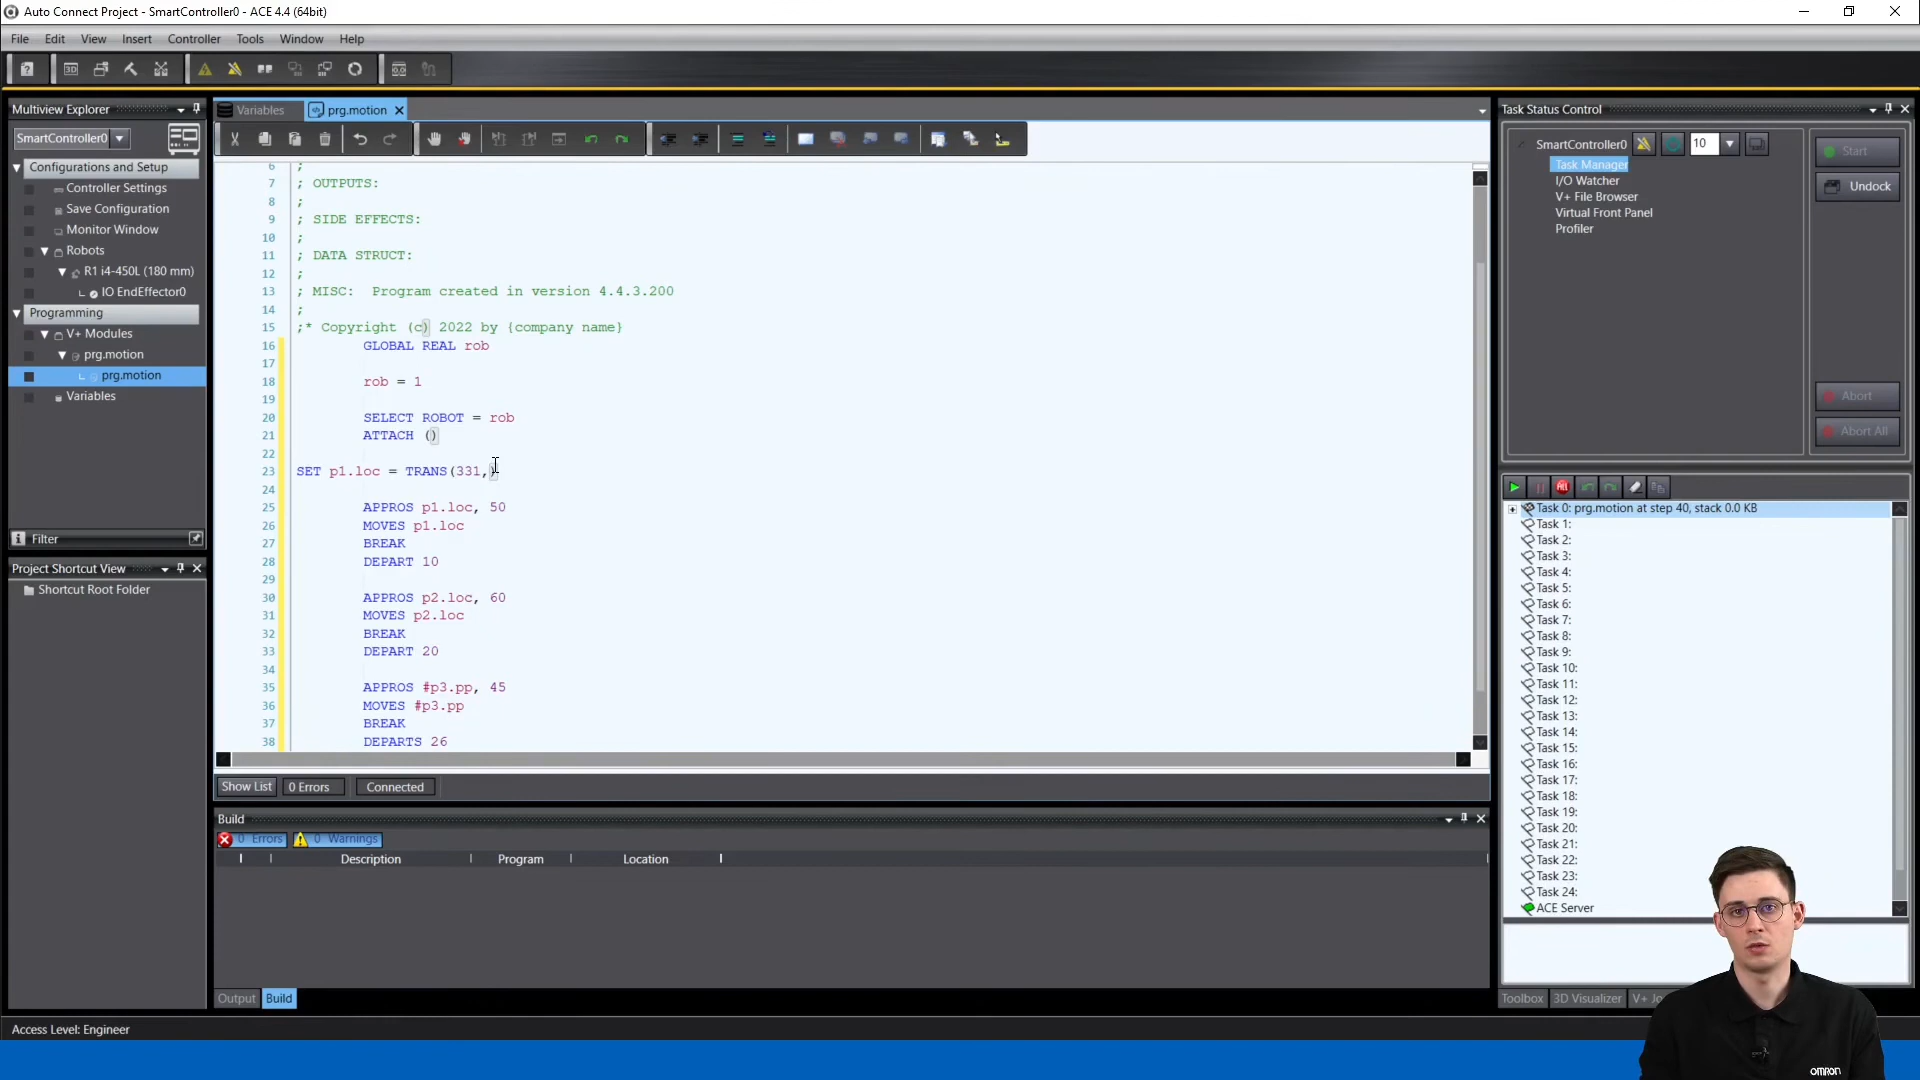 Auto Connect Project - SmartController0 - ACE 4.4 (64bit)
File Edit View Insert Controller Tools Window Help
Multiview Explorer
SmartController0
Configurations and Setup
Controller Settings
Save Configuration
Monitor Window
Robots
R1 i4-450L (180 mm)
IO EndEffector0
Programming
V+ Modules
prg.motion
prg.motion
Variables
Filter
Project Shortcut View
Shortcut Root Folder
Variables prg.motion
6 ;
7 ; OUTPUTS:
8 ;
9 ; SIDE EFFECTS:
10 ;
11 ; DATA STRUCT:
12 ;
13 ; MISC: Program created in version 4.4.3.200
14 ;
15 ;* Copyright (c) 2022 by {company name}
16 GLOBAL REAL rob
17
18 rob = 1
19
20 SELECT ROBOT = rob
21 ATTACH ()
22
23 SET p1.loc = TRANS(331,)
24
25 APPROS p1.loc, 50
26 MOVES p1.loc
27 BREAK
28 DEPART 10
29
30 APPROS p2.loc, 60
31 MOVES p2.loc
32 BREAK
33 DEPART 20
34
35 APPROS #p3.pp, 45
36 MOVES #p3.pp
37 BREAK
38 DEPARTS 26
Show List 0 Errors Connected
Build
0 Errors 0 Warnings
Description Program Location
Output Build
Task Status Control
SmartController0 10
Task Manager
I/O Watcher
V+ File Browser
Virtual Front Panel
Profiler
Start
Undock
Abort
Abort All
Task 0: prg.motion at step 40, stack 0.0 KB
Task 1:
Task 2:
Task 3:
Task 4:
Task 5:
Task 6:
Task 7:
Task 8:
Task 9:
Task 10:
Task 11:
Task 12:
Task 13:
Task 14:
Task 15:
Task 16:
Task 17:
Task 18:
Task 19:
Task 20:
Task 21:
Task 22:
Task 23:
Task 24:
ACE Server
Toolbox 3D Visualizer V+ Jo
Access Level: Engineer
OMRON